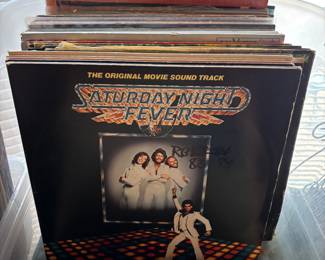 THE ORIGINAL MOVIE SOUND TRACK
SATURDAY NIGHT
FEVER